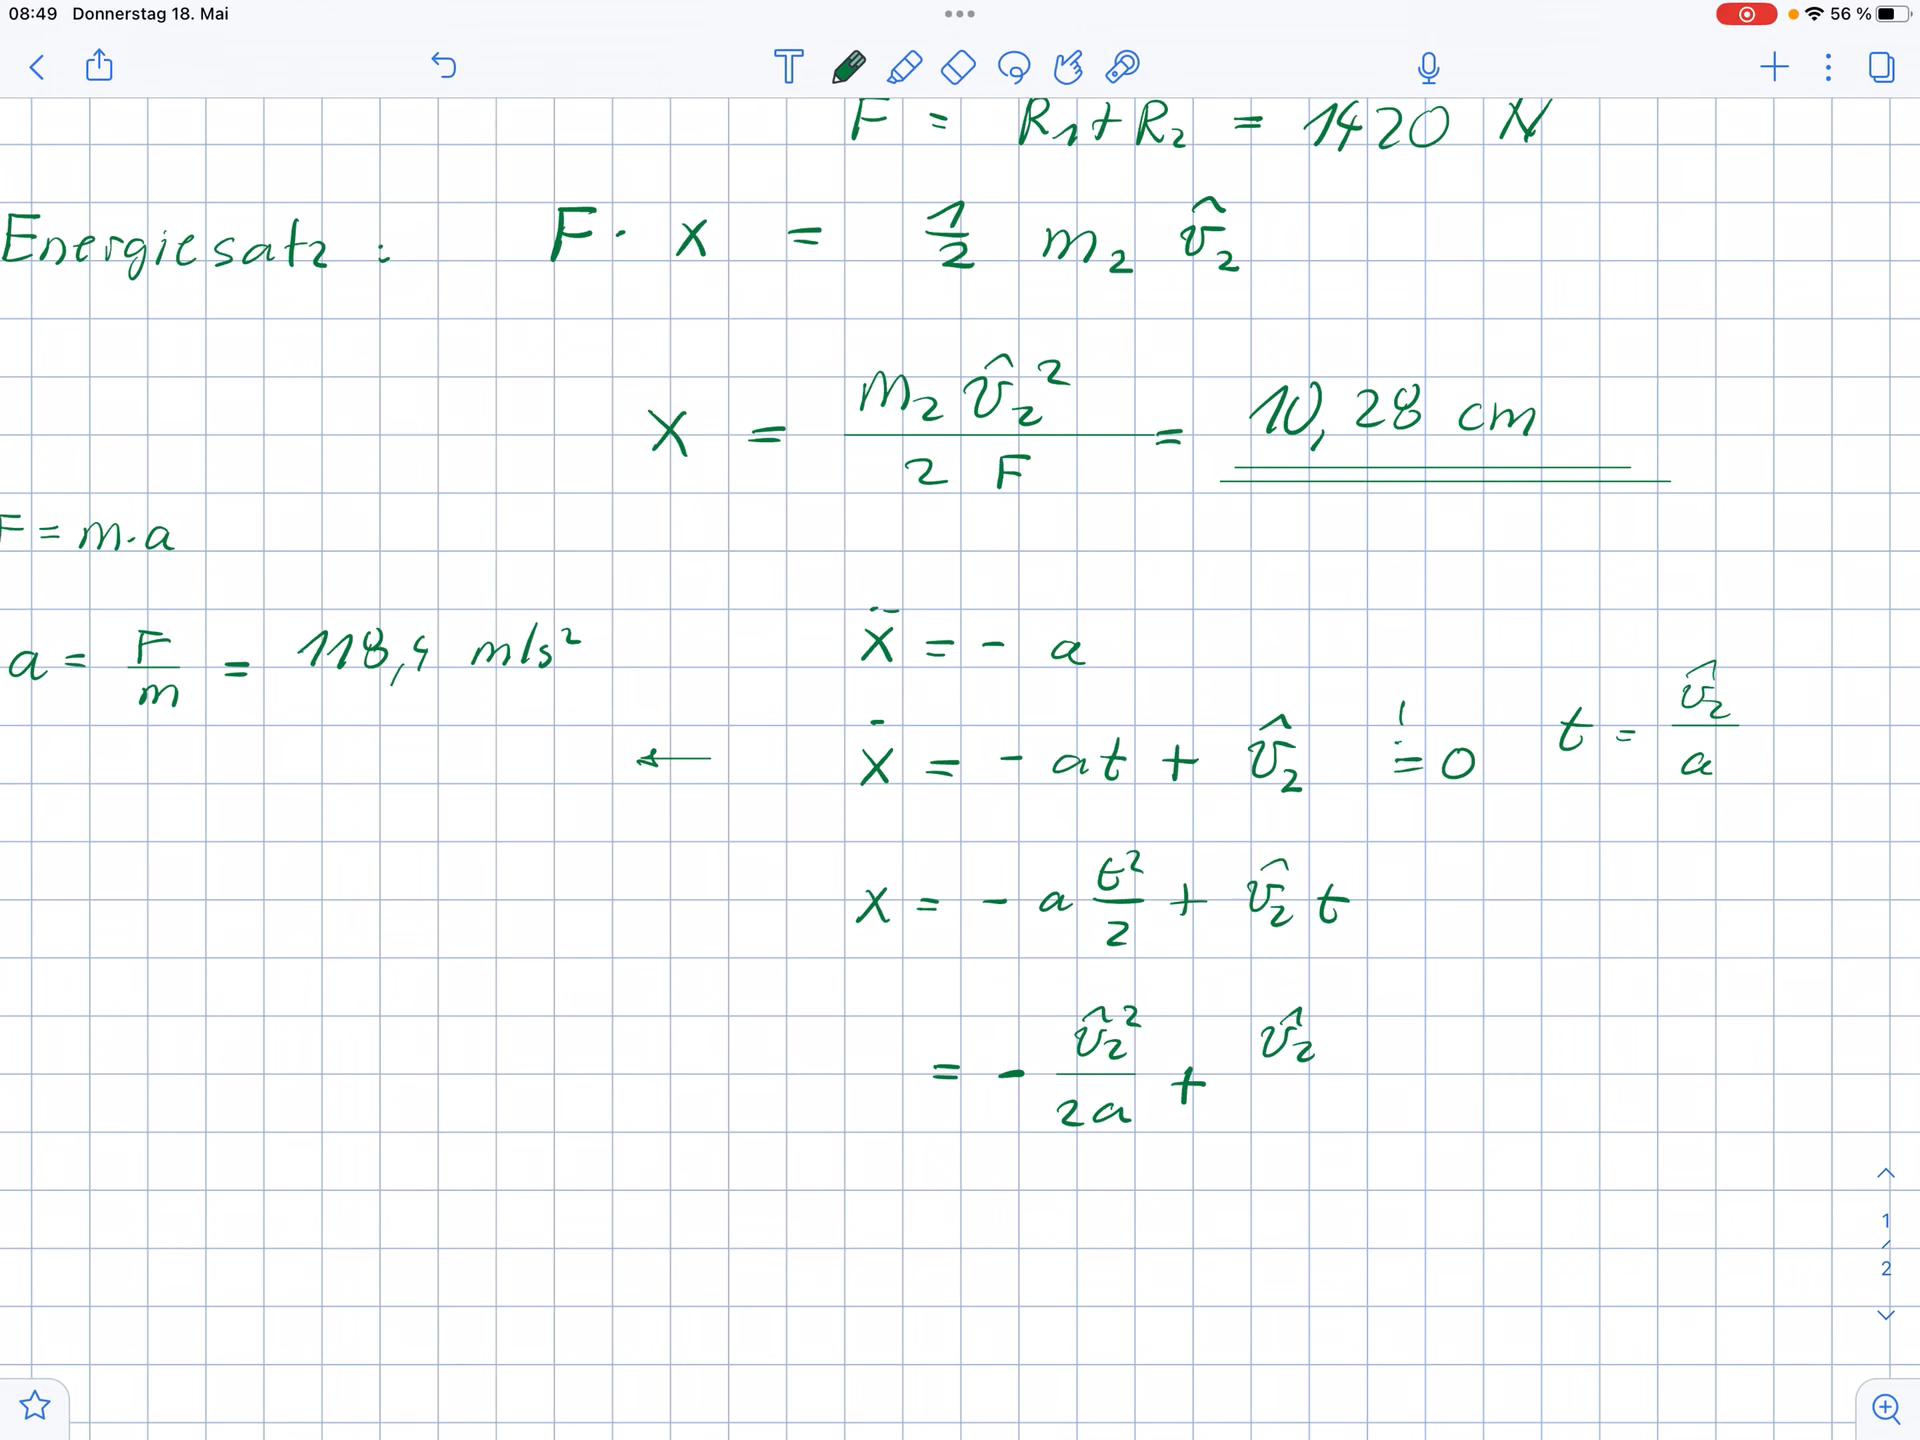 08:49 Donnerstag 18. Mai 56 %
F = R₁ + R₂ = 1420 N
Energiesatz : F · x = 1/2 m₂ v̂₂
x = m₂ v̂₂² / 2 F = 10,28 cm
F = m·a
a = F/m = 118,4 m/s²
ẍ = - a
ẋ = - at + v̂₂ != 0 t = v̂₂/a
x = - a t²/2 + v̂₂ t
= - v̂₂²/2a + v̂₂
1
/
2